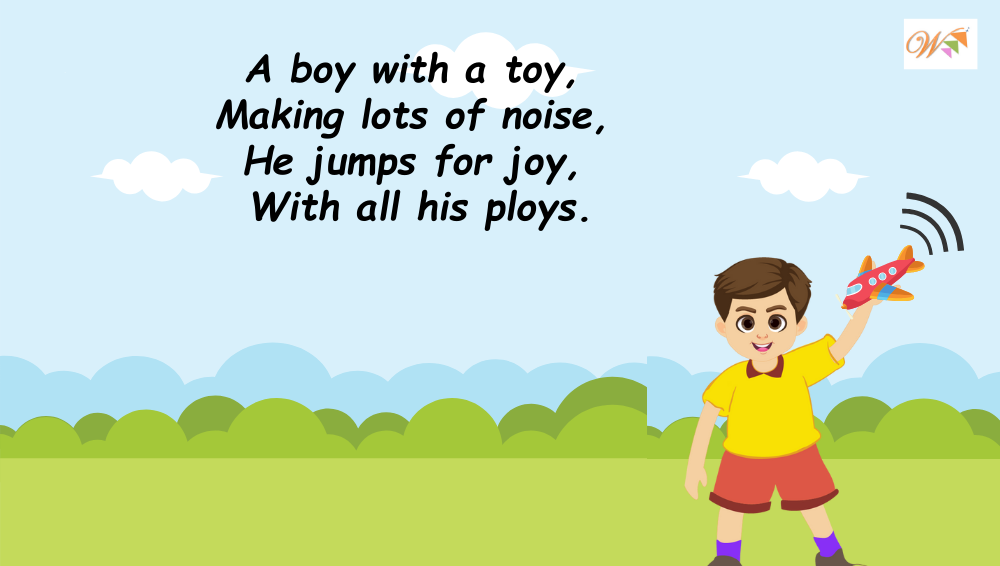 A boy with a toy,
Making lots of noise,
He jumps for joy,
With all his ploys.
W